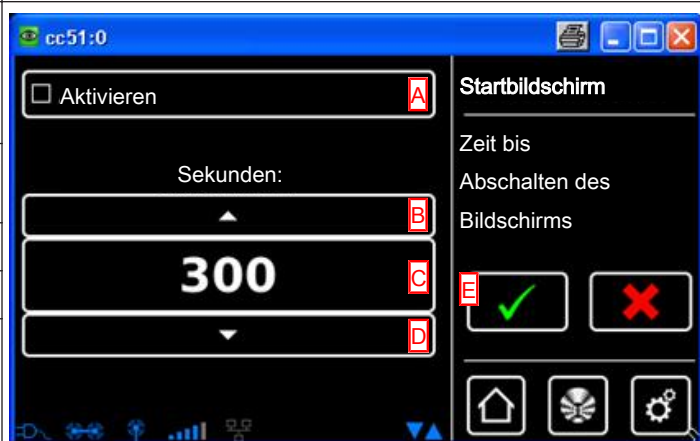 cc51:0
Aktivieren A
Startbildschirm
Zeit bis
Abschalten des
Bildschirms
Sekunden:
B
300 C
D
E